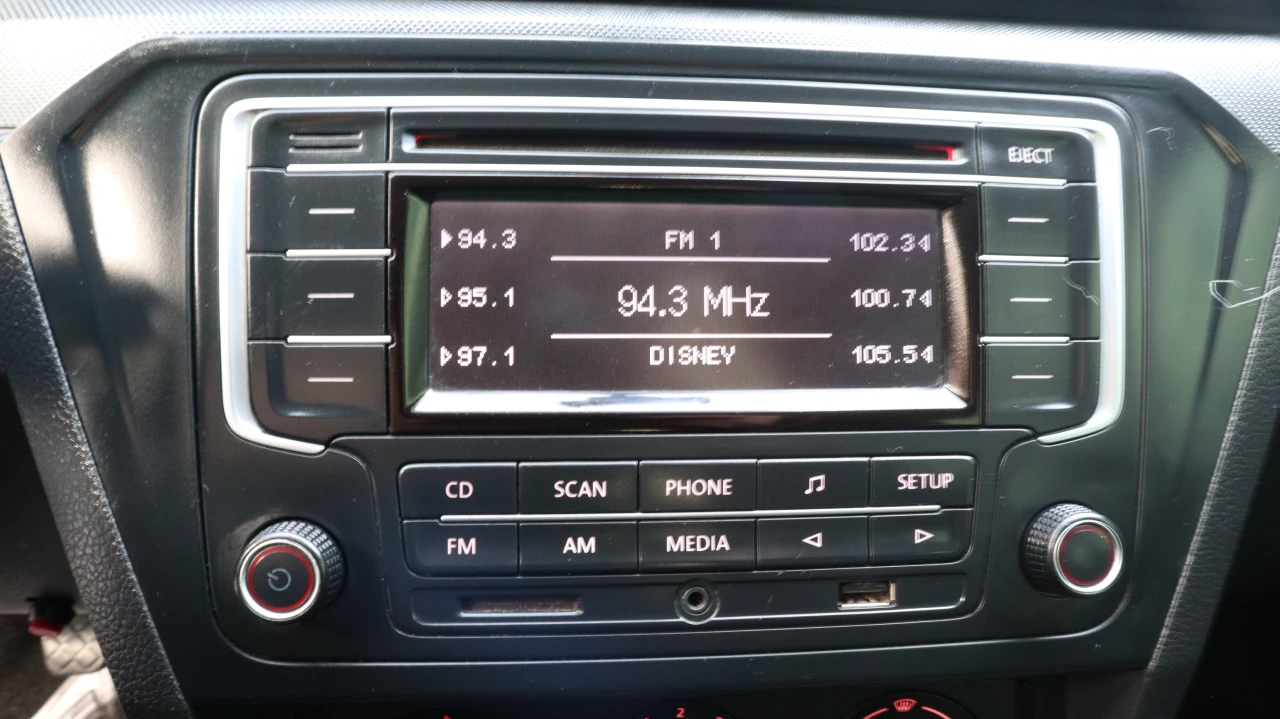 EJECT
94.3 FM 1 102.3
95.1 94.3 MHz 100.7
97.1 DISNEY 105.5
CD SCAN PHONE SETUP
FM AM MEDIA
2